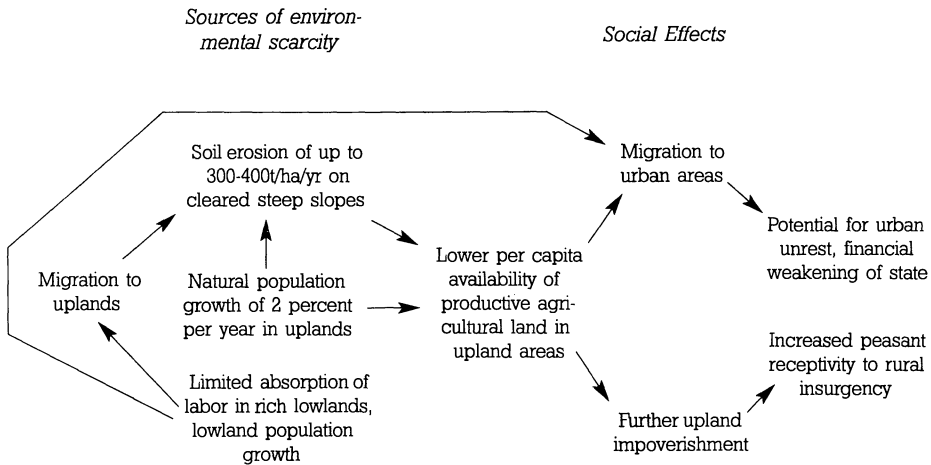 Sources of environ-
mental scarcity
Social Effects
Soil erosion of up to
300-400t/ha/yr on
cleared steep slopes
Migration to
urban areas
Potential for urban
unrest, financial
weakening of state
Migration to
uplands
Natural population
growth of 2 percent
per year in uplands
Lower per capita
availability of
productive agri-
cultural land in
upland areas
Increased peasant
receptivity to rural
insurgency
Limited absorption of
labor in rich lowlands,
lowland population
growth
Further upland
impoverishment